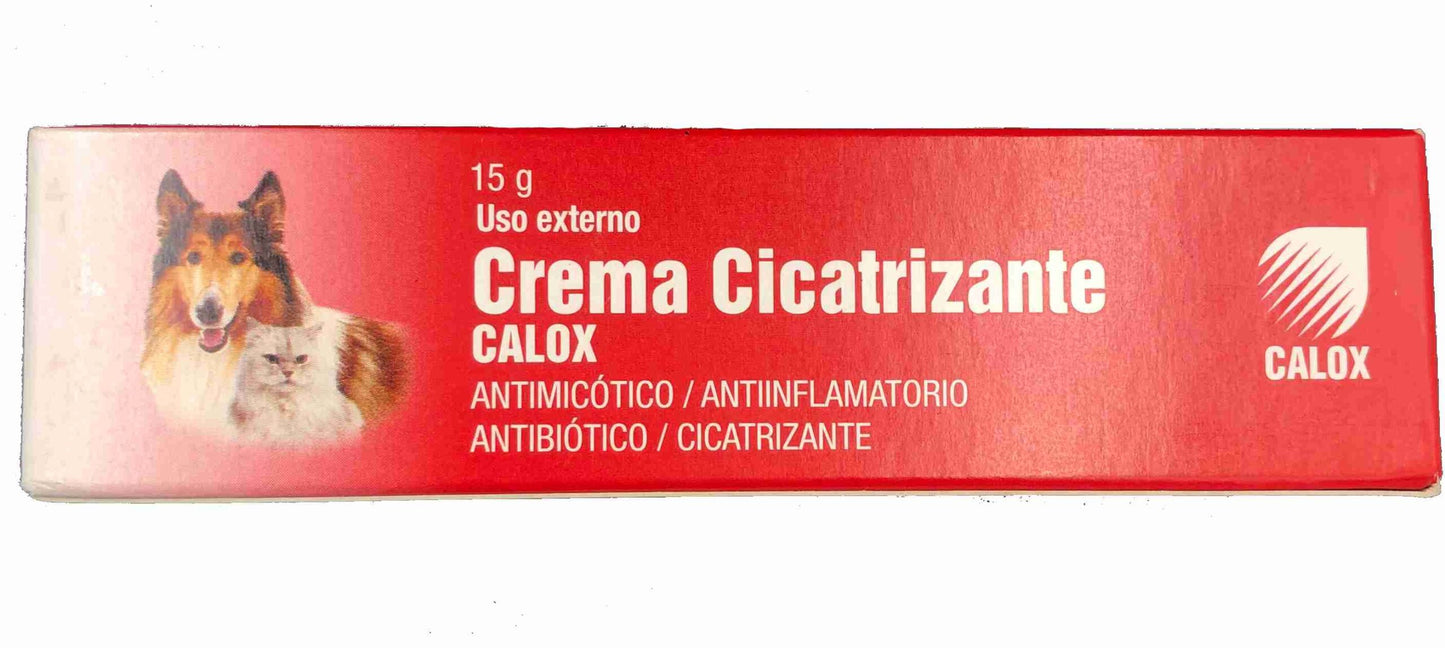 15 g
Uso externo
Crema Cicatrizante
CALOX
ANTIMICÓTICO / ANTIINFLAMATORIO
ANTIBIÓTICO / CICATRIZANTE
CALOX